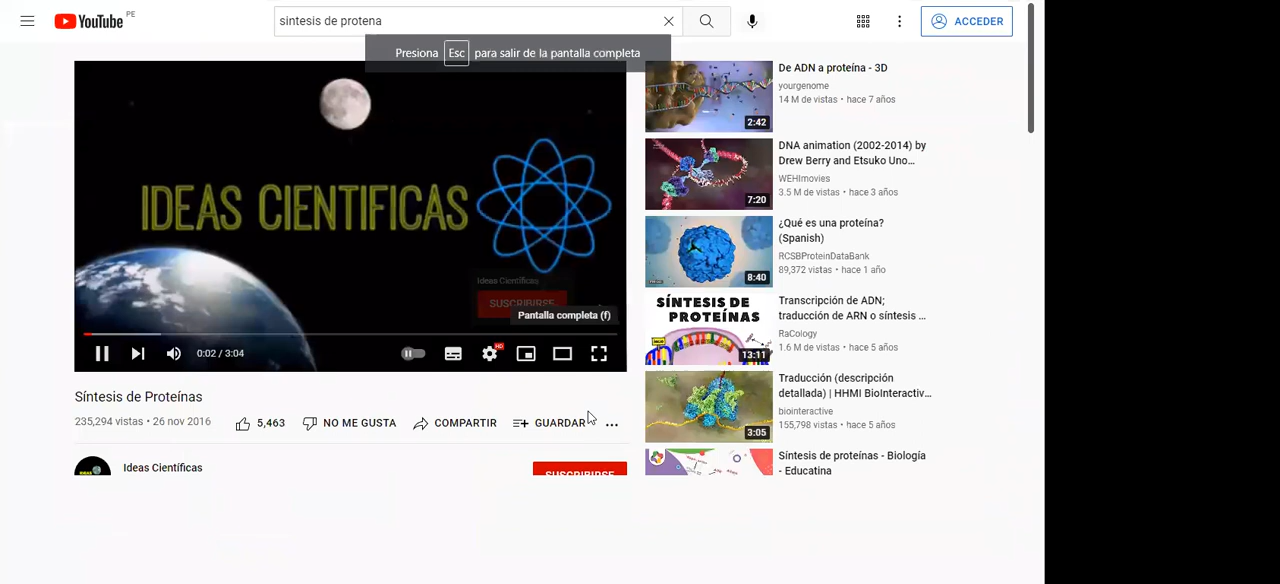 YouTube PE
sintesis de protena
ACCEDER
Presiona Esc para salir de la pantalla completa
IDEAS CIENTIFICAS
Ideas Científicas
SUSCRIBIRSE
Pantalla completa (f)
0:02 / 3:04
HD
Síntesis de Proteínas
235,294 vistas • 26 nov 2016
5,463
NO ME GUSTA
COMPARTIR
GUARDAR
Ideas Científicas
SUSCRIBIRSE
2:42
De ADN a proteína - 3D
yourgenome
14 M de vistas • hace 7 años
7:20
DNA animation (2002-2014) by
Drew Berry and Etsuko Uno...
WEHImovies
3.5 M de vistas • hace 3 años
8:40
¿Qué es una proteína?
(Spanish)
RCSBProteinDataBank
89,372 vistas • hace 1 año
SÍNTESIS DE
PROTEÍNAS
13:11
Transcripción de ADN;
traducción de ARN o síntesis ...
RaCology
1.6 M de vistas • hace 5 años
3:05
Traducción (descripción
detallada) | HHMI BioInteractiv...
biointeractive
155,798 vistas • hace 5 años
Síntesis de proteínas - Biología
- Educatina